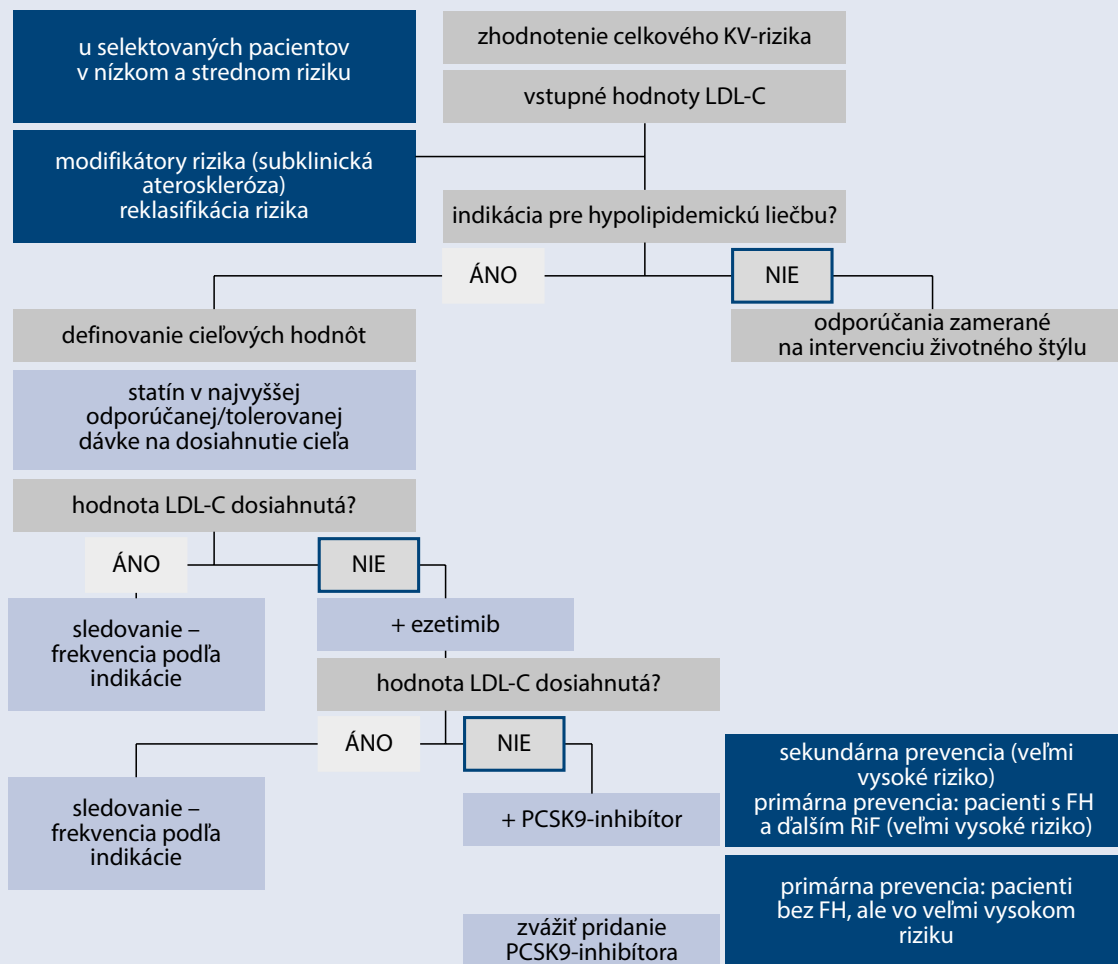 u selektovaných pacientov
v nízkom a strednom riziku
zhodnotenie celkového KV-rizika
vstupné hodnoty LDL-C
modifikátory rizika (subklinická
ateroskleróza)
reklasifikácia rizika
indikácia pre hypolipidemickú liečbu?
ÁNO
NIE
definovanie cieľových hodnôt
odporúčania zamerané
na intervenciu životného štýlu
statín v najvyššej
odporúčanej/tolerovanej
dávke na dosiahnutie cieľa
hodnota LDL-C dosiahnutá?
ÁNO
NIE
sledovanie –
frekvencia podľa
indikácie
+ ezetimib
hodnota LDL-C dosiahnutá?
ÁNO
NIE
sledovanie –
frekvencia podľa
indikácie
+ PCSK9-inhibítor
sekundárna prevencia (veľmi
vysoké riziko)
primárna prevencia: pacienti s FH
a ďalším RiF (veľmi vysoké riziko)
zvážiť pridanie
PCSK9-inhibítora
primárna prevencia: pacienti
bez FH, ale vo veľmi vysokom
riziku